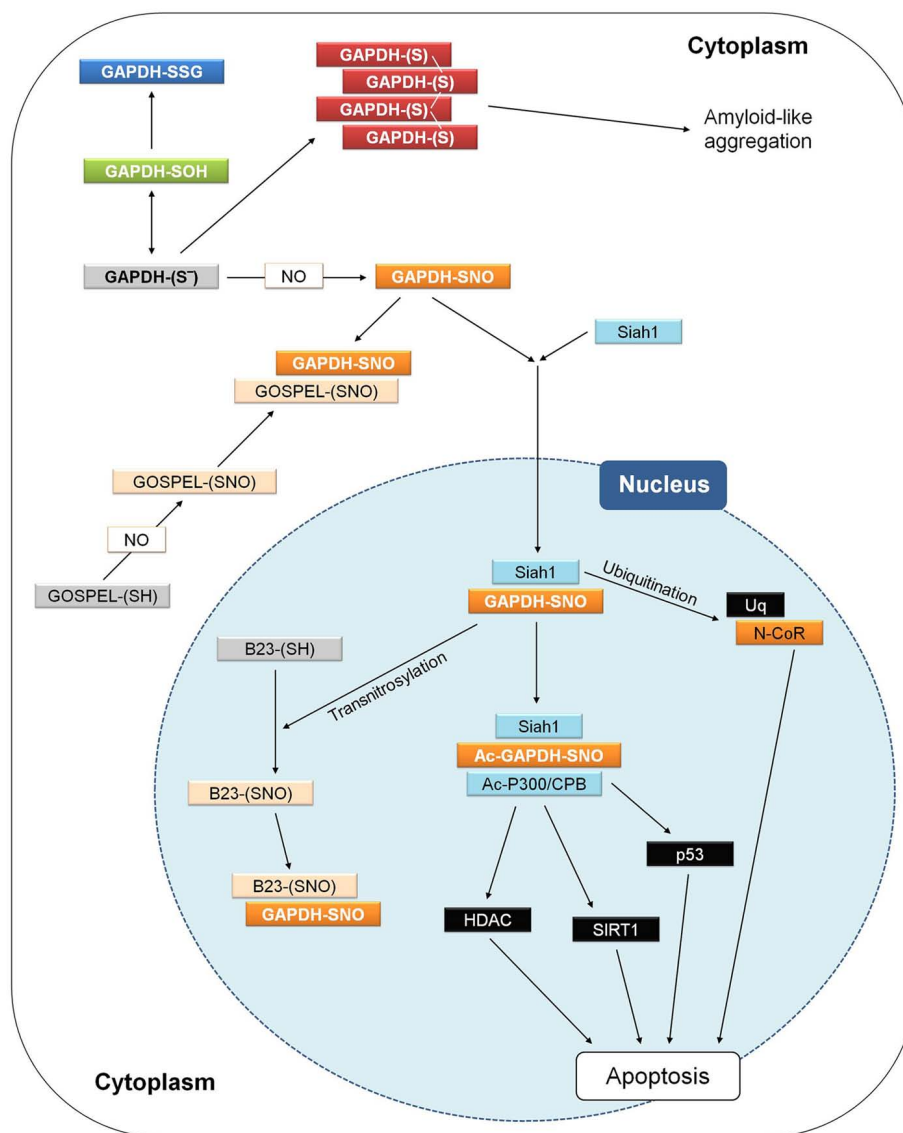 Cytoplasm
GAPDH-SSG
GAPDH-(S)
GAPDH-(S)
GAPDH-(S)
GAPDH-(S)
Amyloid-like
aggregation
GAPDH-SOH
GAPDH-(S⁻)
NO
GAPDH-SNO
Siah1
GAPDH-SNO
GOSPEL-(SNO)
GOSPEL-(SNO)
NO
GOSPEL-(SH)
Nucleus
Siah1
GAPDH-SNO
Ubiquitination
Uq
N-CoR
B23-(SH)
Transnitrosylation
Siah1
Ac-GAPDH-SNO
Ac-P300/CPB
B23-(SNO)
p53
B23-(SNO)
GAPDH-SNO
HDAC
SIRT1
Apoptosis
Cytoplasm